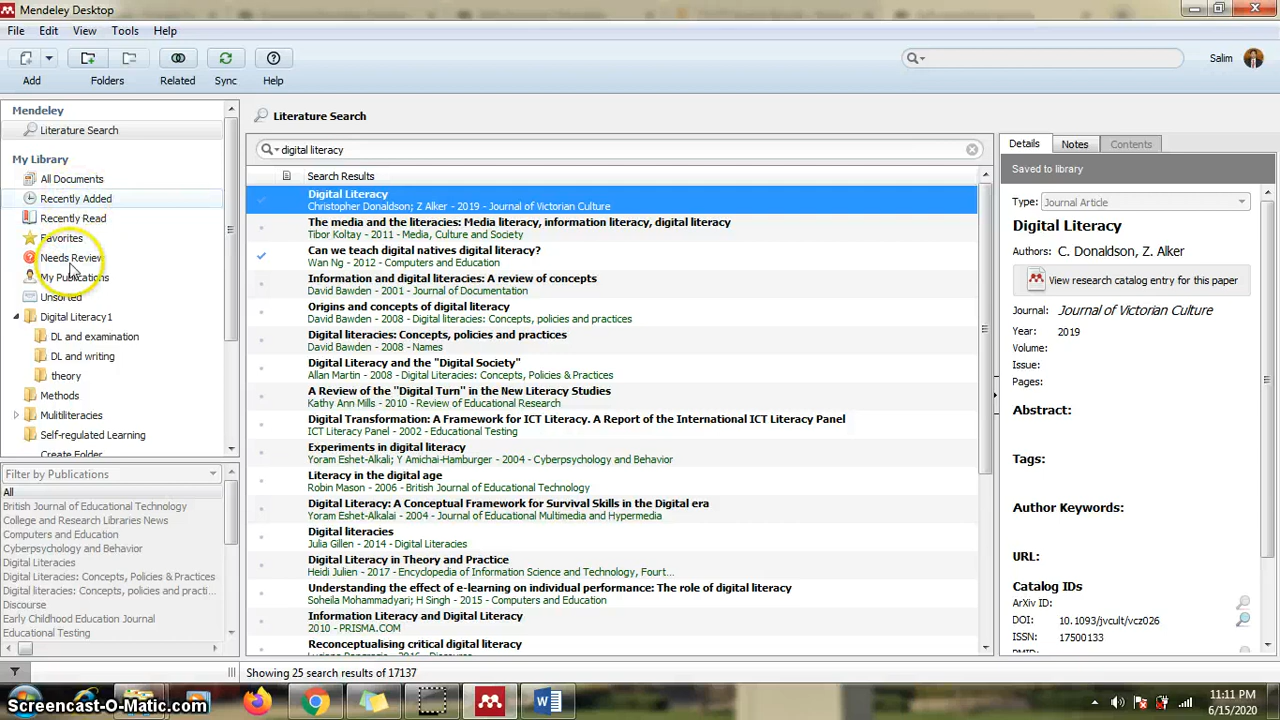 Mendeley Desktop
File Edit View Tools Help
Add Folders Related Sync Help
Salim
Mendeley
Literature Search
My Library
All Documents
Recently Added
Recently Read
Favorites
Needs Review
My Publications
Unsorted
Digital Literacy1
DL and examination
DL and writing
theory
Methods
Multiliteracies
Self-regulated Learning
Create Folder
Filter by Publications
All
British Journal of Educational Technology
College and Research Libraries News
Computers and Education
Cyberpsychology and Behavior
Digital Literacies
Digital Literacies: Concepts, Policies & Practices
Digital literacies: Concepts, policies and practi...
Discourse
Early Childhood Education Journal
Educational Testing
Literature Search
digital literacy
Search Results
Digital Literacy
Christopher Donaldson; Z Alker - 2019 - Journal of Victorian Culture
The media and the literacies: Media literacy, information literacy, digital literacy
Tibor Koltay - 2011 - Media, Culture and Society
Can we teach digital natives digital literacy?
Wan Ng - 2012 - Computers and Education
Information and digital literacies: A review of concepts
David Bawden - 2001 - Journal of Documentation
Origins and concepts of digital literacy
David Bawden - 2008 - Digital literacies: Concepts, policies and practices
Digital literacies: Concepts, policies and practices
David Bawden - 2008 - Names
Digital Literacy and the "Digital Society"
Allan Martin - 2008 - Digital Literacies: Concepts, Policies & Practices
A Review of the "Digital Turn" in the New Literacy Studies
Kathy Ann Mills - 2010 - Review of Educational Research
Digital Transformation: A Framework for ICT Literacy. A Report of the International ICT Literacy Panel
ICT Literacy Panel - 2002 - Educational Testing
Experiments in digital literacy
Yoram Eshet-Alkali; Y Amichai-Hamburger - 2004 - Cyberpsychology and Behavior
Literacy in the digital age
Robin Mason - 2006 - British Journal of Educational Technology
Digital Literacy: A Conceptual Framework for Survival Skills in the Digital era
Yoram Eshet-Alkalai - 2004 - Journal of Educational Multimedia and Hypermedia
Digital literacies
Julia Gillen - 2014 - Digital Literacies
Digital Literacy in Theory and Practice
Heidi Julien - 2017 - Encyclopedia of Information Science and Technology, Fourt...
Understanding the effect of e-learning on individual performance: The role of digital literacy
Soheila Mohammadyari; H Singh - 2015 - Computers and Education
Information Literacy and Digital Literacy
2010 - PRISMA.COM
Reconceptualising critical digital literacy
Showing 25 search results of 17137
Details Notes Contents
Saved to library
Type: Journal Article
Digital Literacy
Authors: C. Donaldson, Z. Alker
View research catalog entry for this paper
Journal: Journal of Victorian Culture
Year: 2019
Volume:
Issue:
Pages:
Abstract:
Tags:
Author Keywords:
URL:
Catalog IDs
ArXiv ID:
DOI: 10.1093/jvcult/vcz026
ISSN: 17500133
PMID:
Screencast-O-Matic.com
11:11 PM
6/15/2020